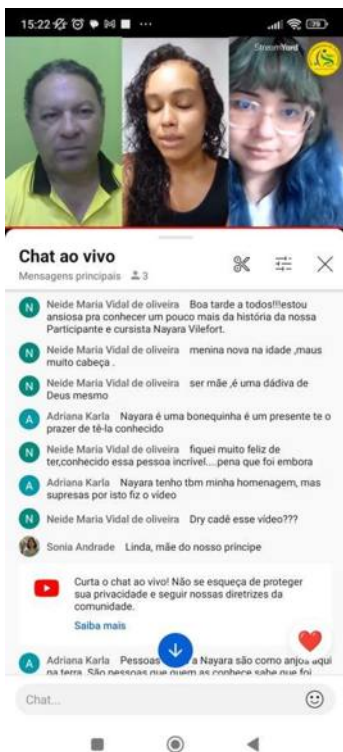 15:22
79
StreamYard
Chat ao vivo
Mensagens principais 3
N Neide Maria Vidal de oliveira Boa tarde a todos!!!estou
ansiosa pra conhecer um pouco mais da história da nossa
Participante e cursista Nayara Vilefort.
N Neide Maria Vidal de oliveira menina nova na idade ,maus
muito cabeça .
N Neide Maria Vidal de oliveira ser mãe ,é uma dádiva de
Deus mesmo
A Adriana Karla Nayara é uma bonequinha é um presente te o
prazer de tê-la conhecido
N Neide Maria Vidal de oliveira fiquei muito feliz de
ter,conhecido essa pessoa incrível....pena que foi embora
A Adriana Karla Nayara tenho tbm minha homenagem, mas
supresas por isto fiz o vídeo
N Neide Maria Vidal de oliveira Dry cadê esse vídeo???
Sonia Andrade Linda, mãe do nosso principe
Curta o chat ao vivo! Não se esqueça de proteger
sua privacidade e seguir nossas diretrizes da
comunidade.
Saiba mais
A Adriana Karla Pessoas a Nayara são como anjos aqui
na terra. São pessoas que quem as conhece sabe que foi
Chat...